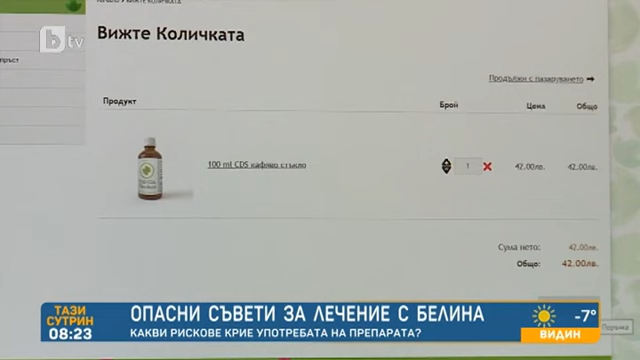 btv
Вижте Количката
Продължи с пазаруването
Продукт Брой Цена Общо
100 ml CDS кафяво стъкло 1 42.00лв. 42.00лв.
Сума нето: 42.00лв.
Общо: 42.00лв.
Поръчка
ТАЗИ
СУТРИН
08:23
ОПАСНИ СЪВЕТИ ЗА ЛЕЧЕНИЕ С БЕЛИНА
КАКВИ РИСКОВЕ КРИЕ УПОТРЕБАТА НА ПРЕПАРАТА?
-7°
ВИДИН